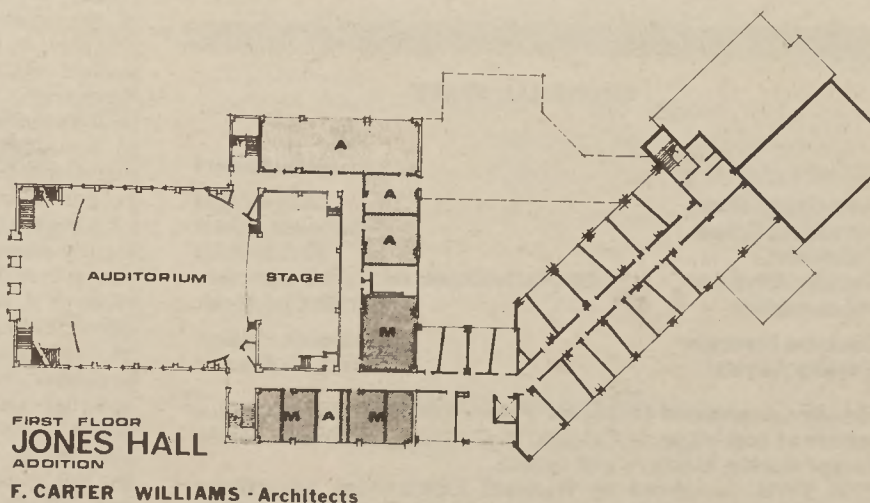 A
A
A
AUDITORIUM STAGE
M
M A M
FIRST FLOOR
JONES HALL
ADDITION
F. CARTER WILLIAMS - Architects